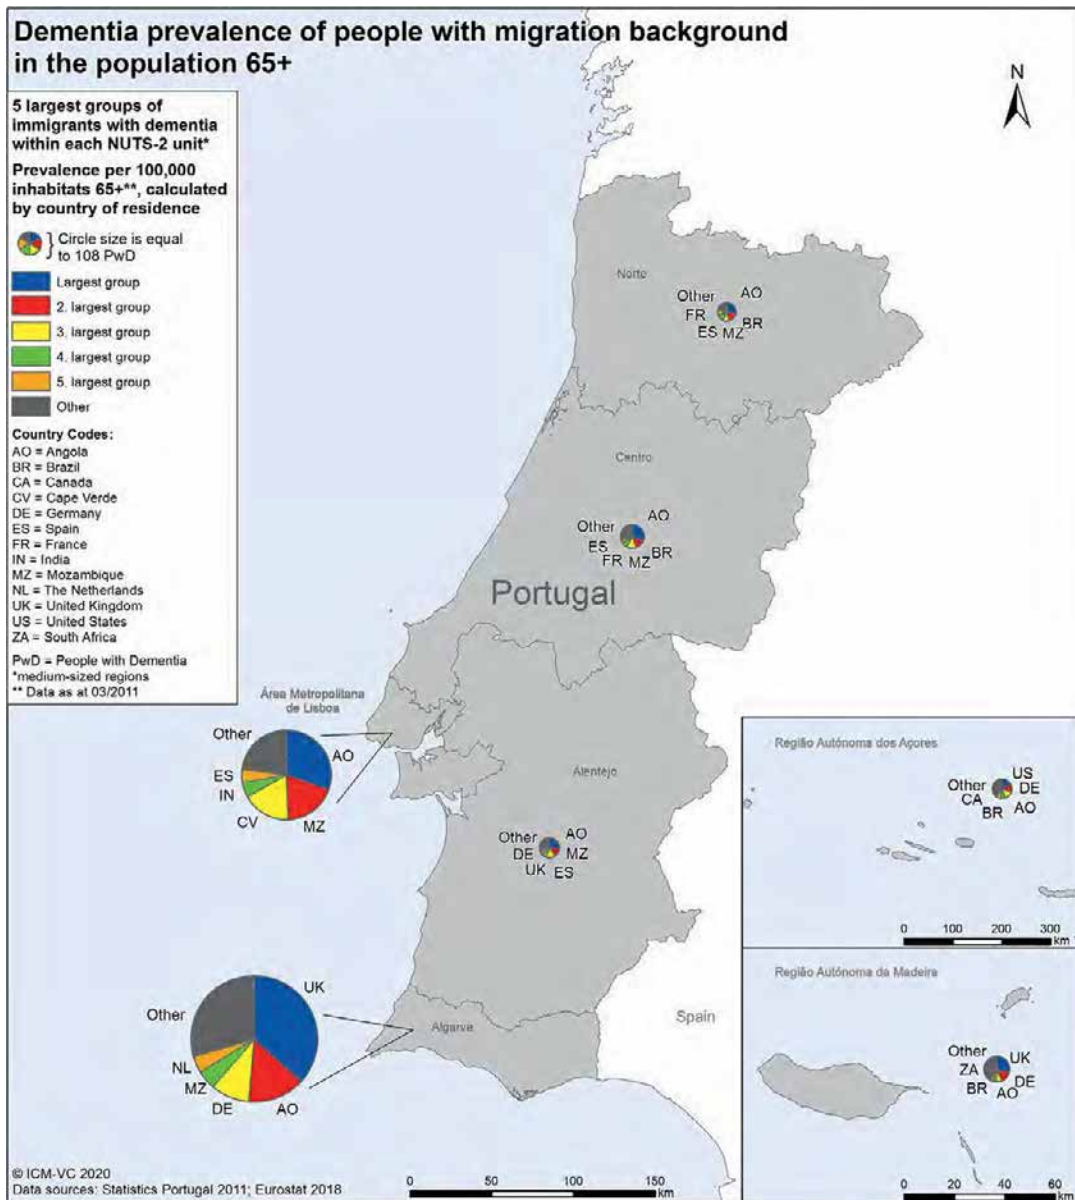 Dementia prevalence of people with migration background
in the population 65+
5 largest groups of
immigrants with dementia
within each NUTS-2 unit*
Prevalence per 100,000
inhabitats 65+**, calculated
by country of residence
Circle size is equal
to 108 PwD
Largest group
2. largest group
3. largest group
4. largest group
5. largest group
Other
Country Codes:
AO = Angola
BR = Brazil
CA = Canada
CV = Cape Verde
DE = Germany
ES = Spain
FR = France
IN = India
MZ = Mozambique
NL = The Netherlands
UK = United Kingdom
US = United States
ZA = South Africa
PwD = People with Dementia
*medium-sized regions
** Data as at 03/2011
N
Norte
Other AO
FR BR
ES MZ
Centro
Other AO
ES BR
FR MZ
Portugal
Área Metropolitana
de Lisboa
Other
AO
ES
IN
CV MZ
Alentejo
Other AO
DE MZ
UK ES
UK
Other
NL
MZ
DE AO
Algarve
Spain
Região Autónoma dos Açores
Other US
CA DE
BR AO
0 100 200 300
km
Região Autónoma da Madeira
Other UK
ZA DE
BR AO
0 20 40 60
km
© ICM-VC 2020
Data sources: Statistics Portugal 2011; Eurostat 2018
0 50 100 150
km